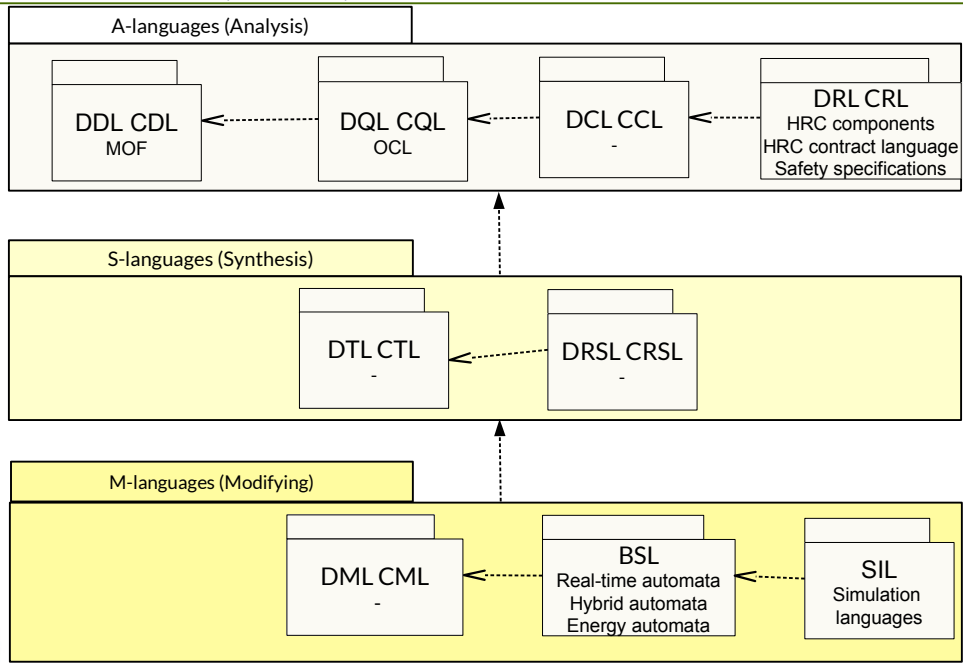 A-languages (Analysis)
DDL CDL
MOF
DQL CQL
OCL
DCL CCL
-
DRL CRL
HRC components
HRC contract language
Safety specifications
S-languages (Synthesis)
DTL CTL
-
DRSL CRSL
-
M-languages (Modifying)
DML CML
-
BSL
Real-time automata
Hybrid automata
Energy automata
SIL
Simulation
languages